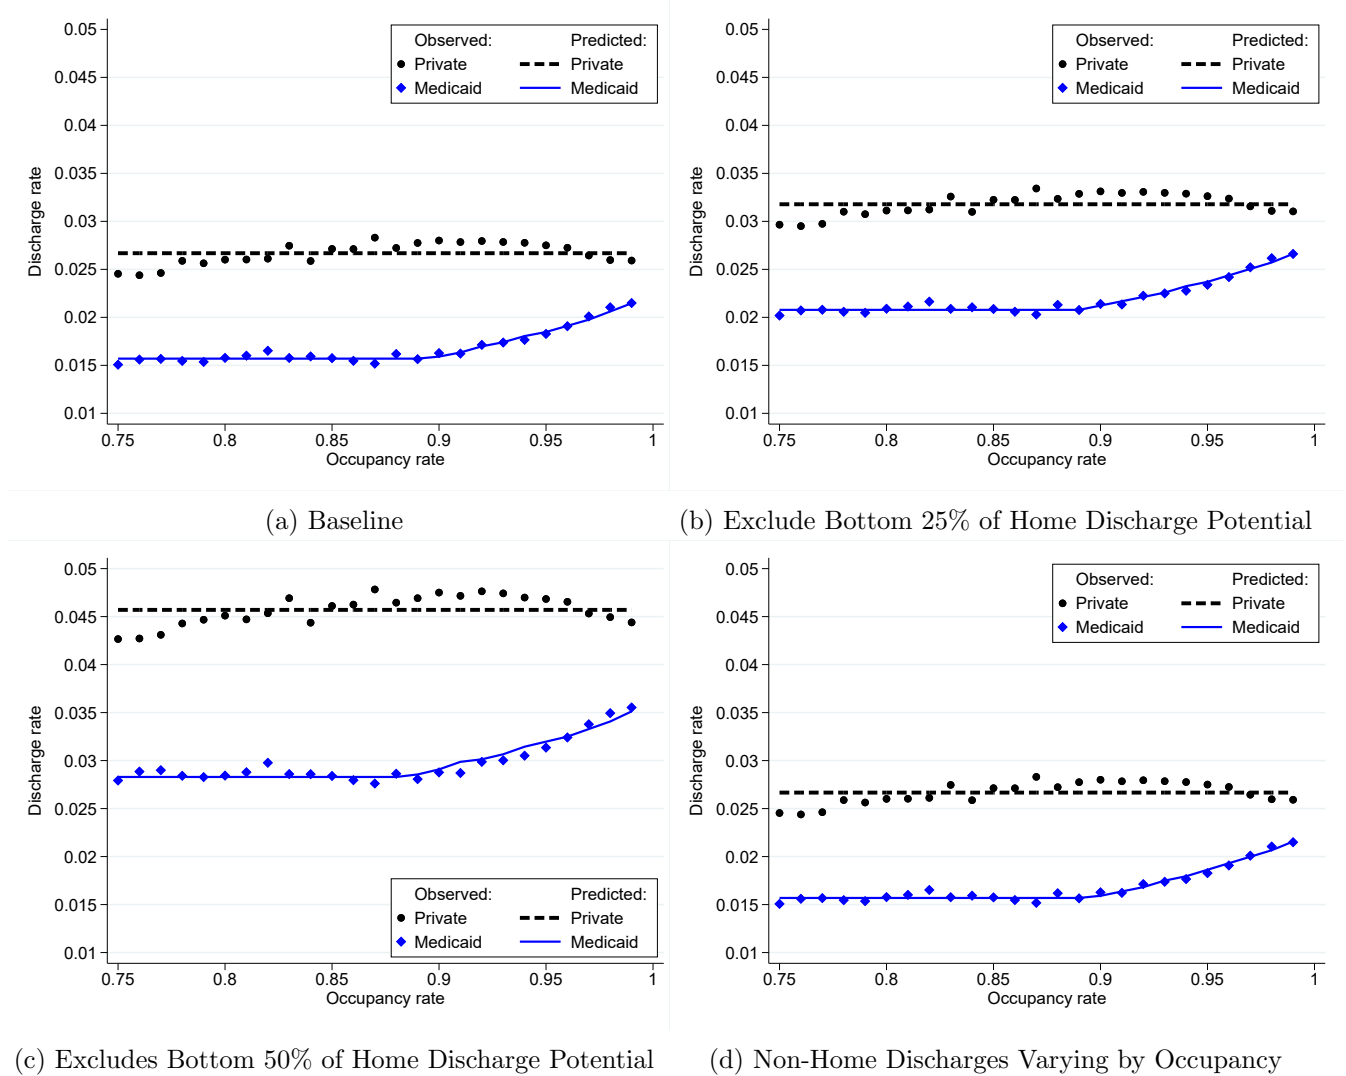 0.05
0.045
0.04
0.035
0.03
0.025
0.02
0.015
0.01
Discharge rate
Observed: Predicted:
Private Private
Medicaid Medicaid
0.75 0.8 0.85 0.9 0.95 1
Occupancy rate
(a) Baseline
0.05
0.045
0.04
0.035
0.03
0.025
0.02
0.015
0.01
Discharge rate
Observed: Predicted:
Private Private
Medicaid Medicaid
0.75 0.8 0.85 0.9 0.95 1
Occupancy rate
(b) Exclude Bottom 25% of Home Discharge Potential
0.05
0.045
0.04
0.035
0.03
0.025
0.02
0.015
0.01
Discharge rate
Observed: Predicted:
Private Private
Medicaid Medicaid
0.75 0.8 0.85 0.9 0.95 1
Occupancy rate
(c) Excludes Bottom 50% of Home Discharge Potential
0.05
0.045
0.04
0.035
0.03
0.025
0.02
0.015
0.01
Discharge rate
Observed: Predicted:
Private Private
Medicaid Medicaid
0.75 0.8 0.85 0.9 0.95 1
Occupancy rate
(d) Non-Home Discharges Varying by Occupancy